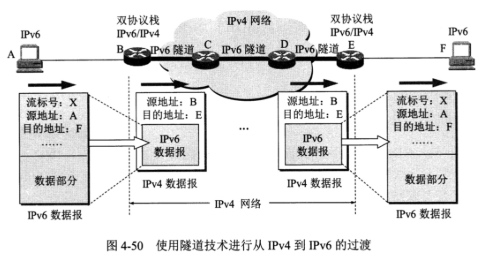 IPv4 网络
双协议栈
IPv6/IPv4
双协议栈
IPv6/IPv4
IPv6
IPv6
A
B
IPv6 隧道
C
IPv6 隧道
D
IPv6 隧道
E
F
流标号：X
源地址：A
目的地址：F
……
数据部分
IPv6 数据报
源地址：B
目的地址：E
IPv6
数据报
IPv4 数据报
…
源地址：B
目的地址：E
IPv6
数据报
IPv4 数据报
流标号：X
源地址：A
目的地址：F
……
数据部分
IPv6 数据报
IPv4 网络
图 4-50 使用隧道技术进行从 IPv4 到 IPv6 的过渡